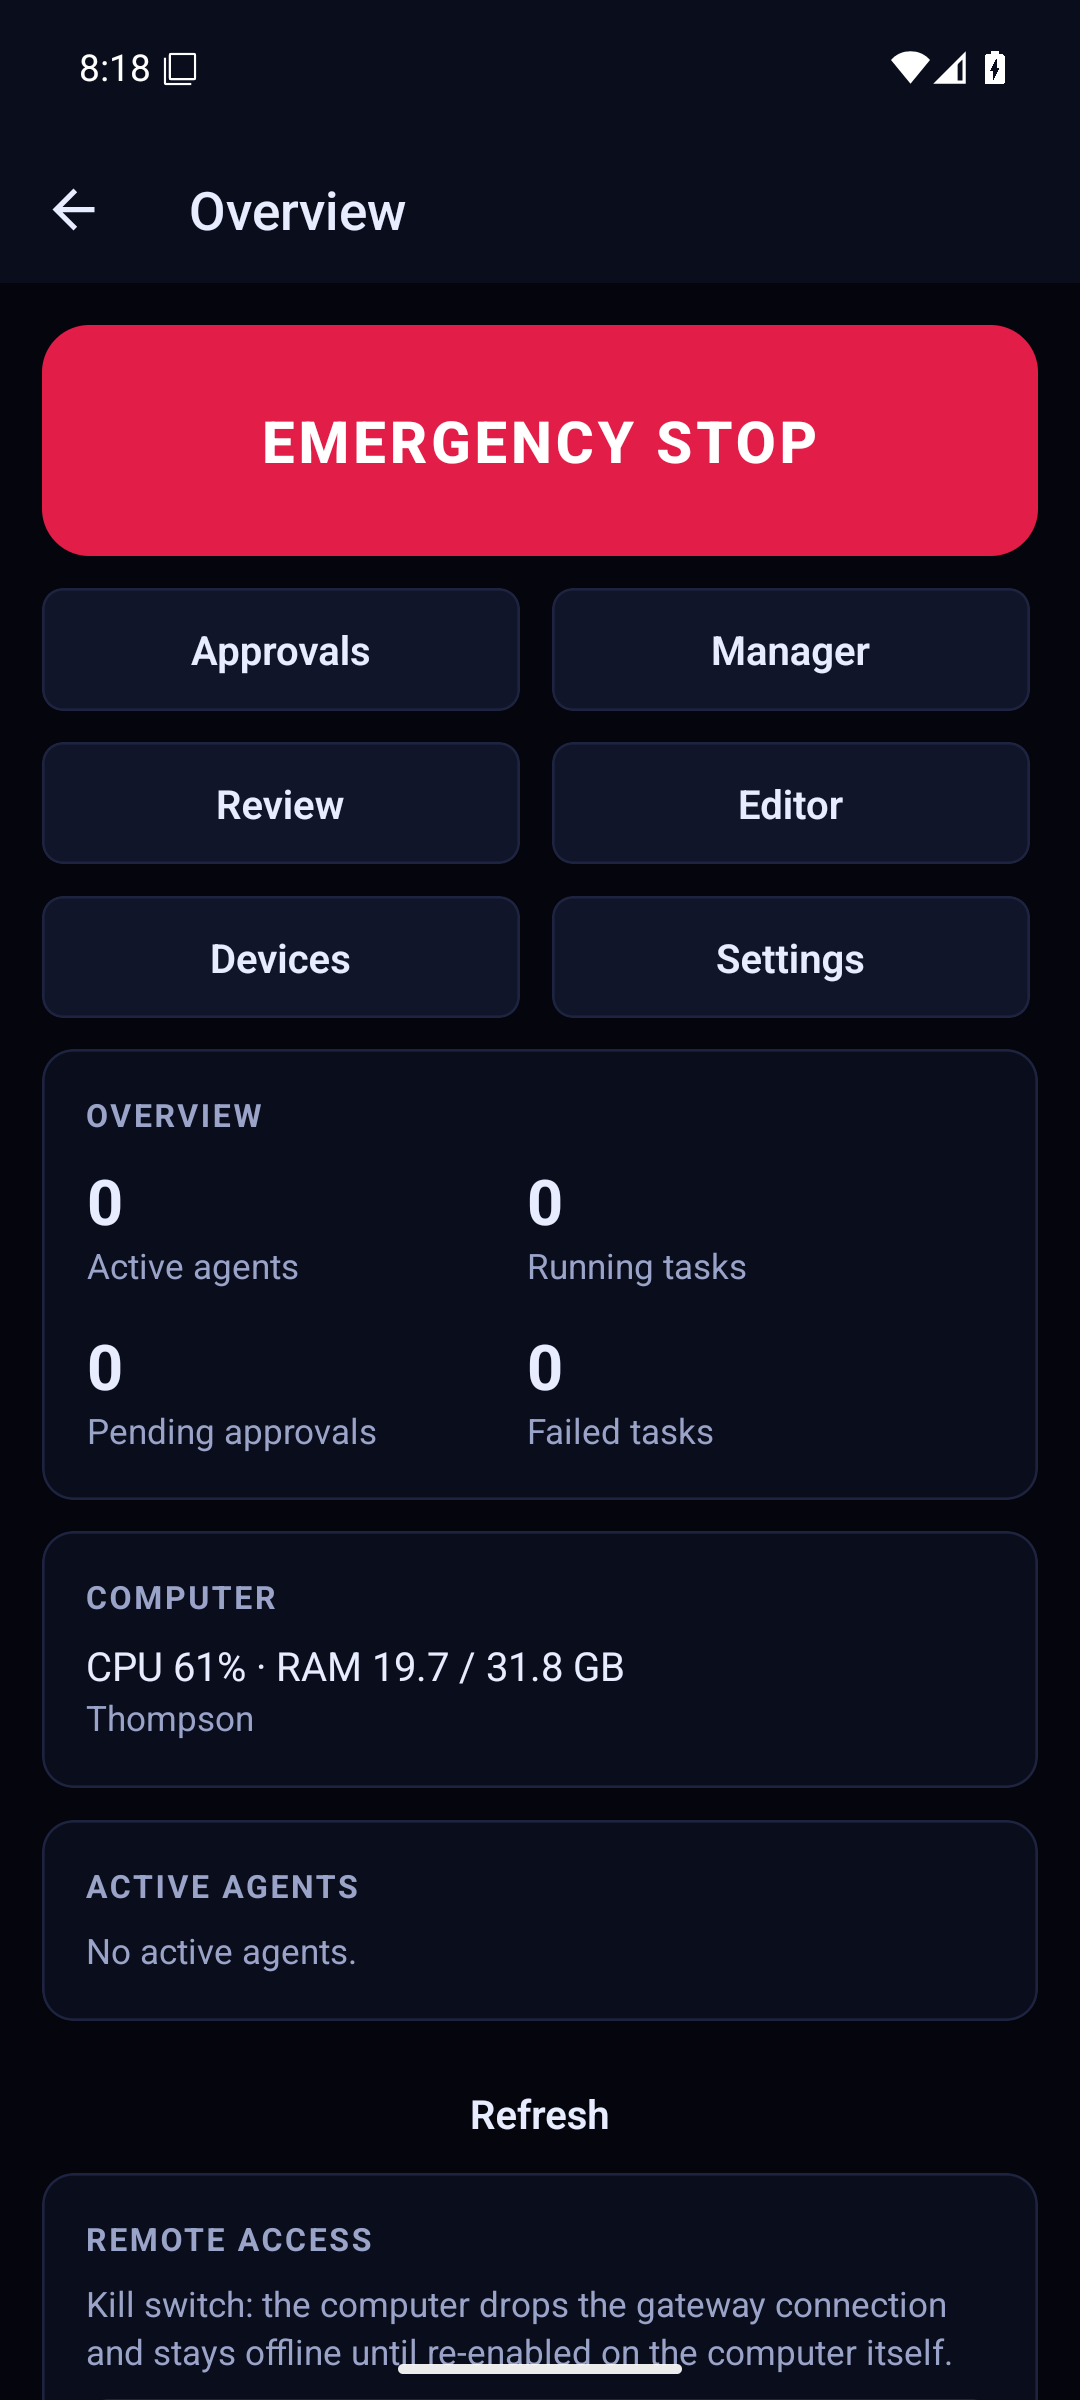 8:18
Overview
EMERGENCY STOP
Approvals
Manager
Review
Editor
Devices
Settings
OVERVIEW
0
Active agents
0
Running tasks
0
Pending approvals
0
Failed tasks
COMPUTER
CPU 61% · RAM 19.7 / 31.8 GB
Thompson
ACTIVE AGENTS
No active agents.
Refresh
REMOTE ACCESS
Kill switch: the computer drops the gateway connection
and stays offline until re-enabled on the computer itself.